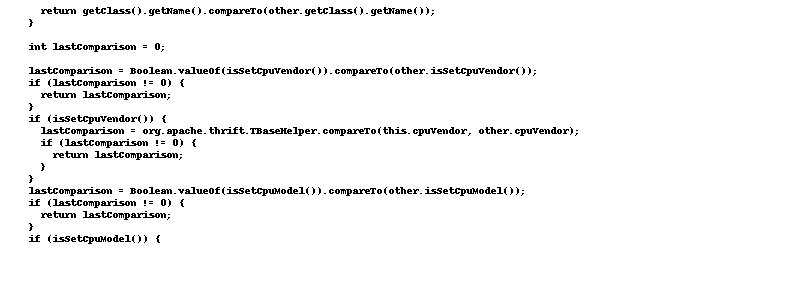 return getClass().getName().compareTo(other.getClass().getName());
}
int lastComparison = 0;
lastComparison = Boolean.valueOf(isSetCpuVendor()).compareTo(other.isSetCpuVendor());
if (lastComparison != 0) {
return lastComparison;
}
if (isSetCpuVendor()) {
lastComparison = org.apache.thrift.TBaseHelper.compareTo(this.cpuVendor, other.cpuVendor);
if (lastComparison != 0) {
return lastComparison;
}
}
lastComparison = Boolean.valueOf(isSetCpuModel()).compareTo(other.isSetCpuModel());
if (lastComparison != 0) {
return lastComparison;
}
if (isSetCpuModel()) {